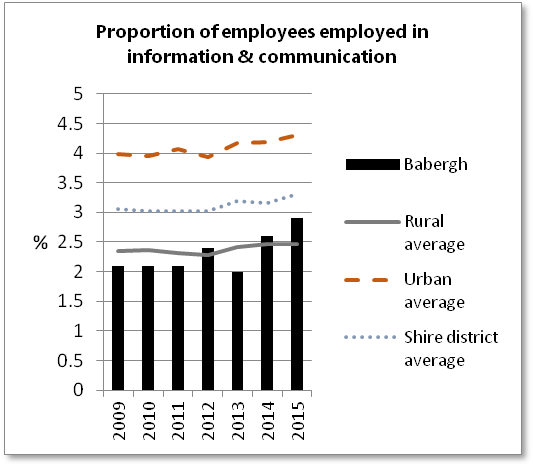 Proportion of employees employed in
information & communication
5
4.5
4
3.5
3
2.5
2
1.5
1
0.5
0
%
2009
2010
2011
2012
2013
2014
2015
Babergh
Rural
average
Urban
average
Shire district
average